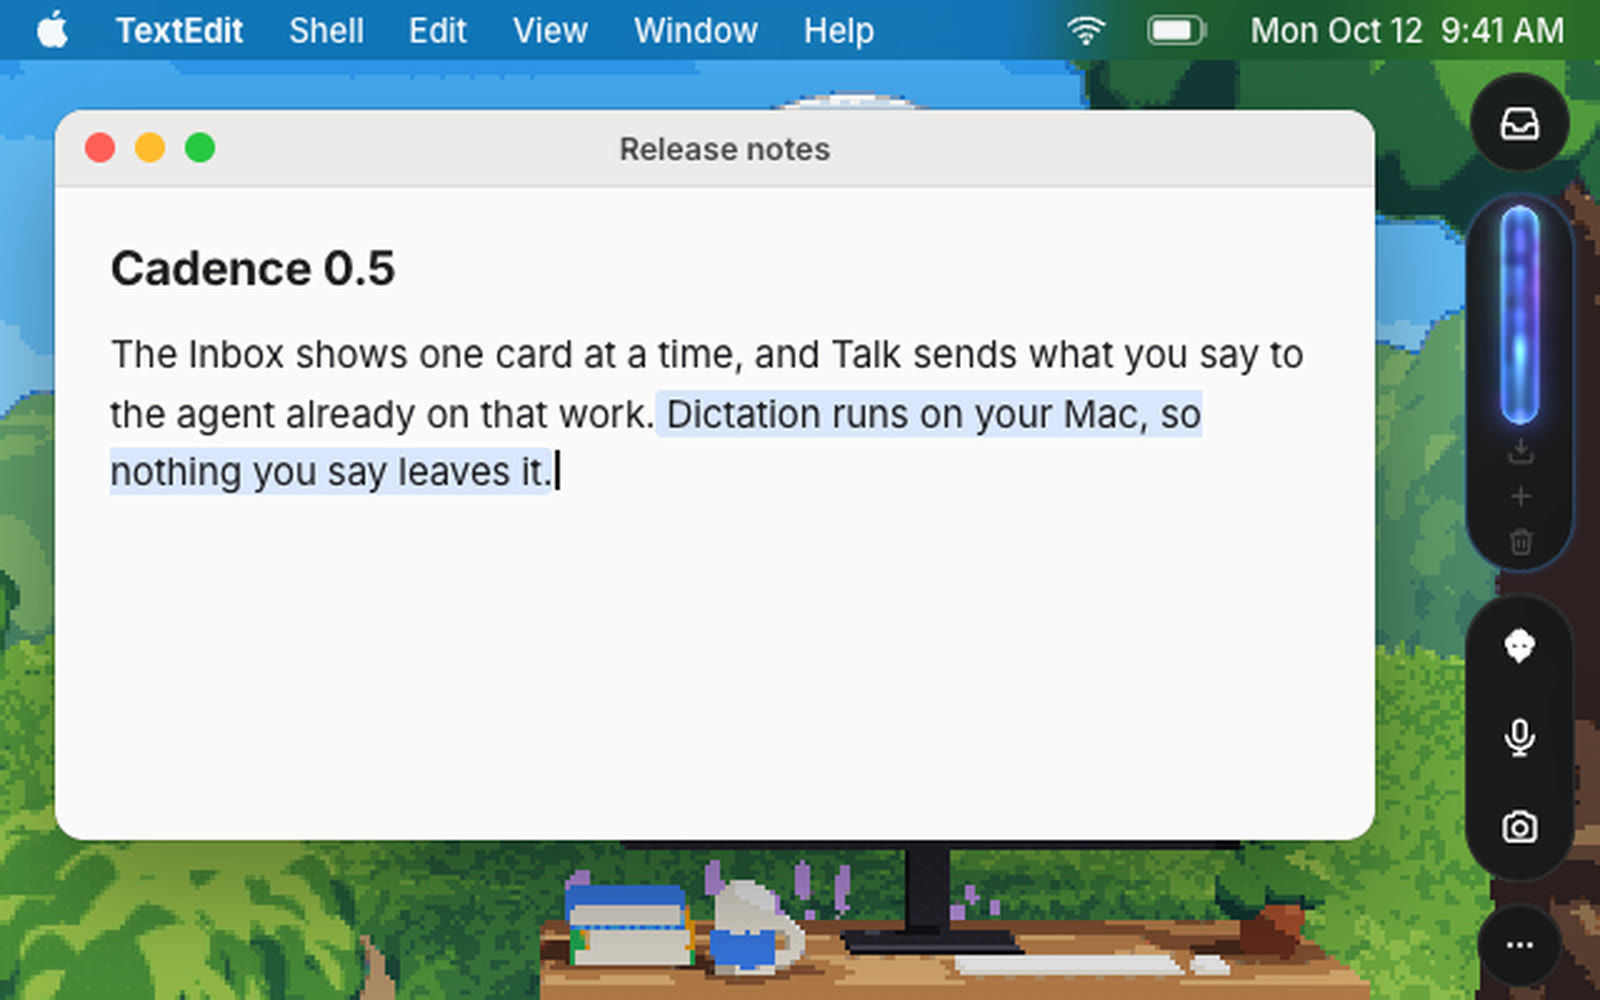 TextEdit Shell Edit View Window Help Mon Oct 12 9:41 AM
Release notes
Cadence 0.5
The Inbox shows one card at a time, and Talk sends what you say to
the agent already on that work. Dictation runs on your Mac, so
nothing you say leaves it.